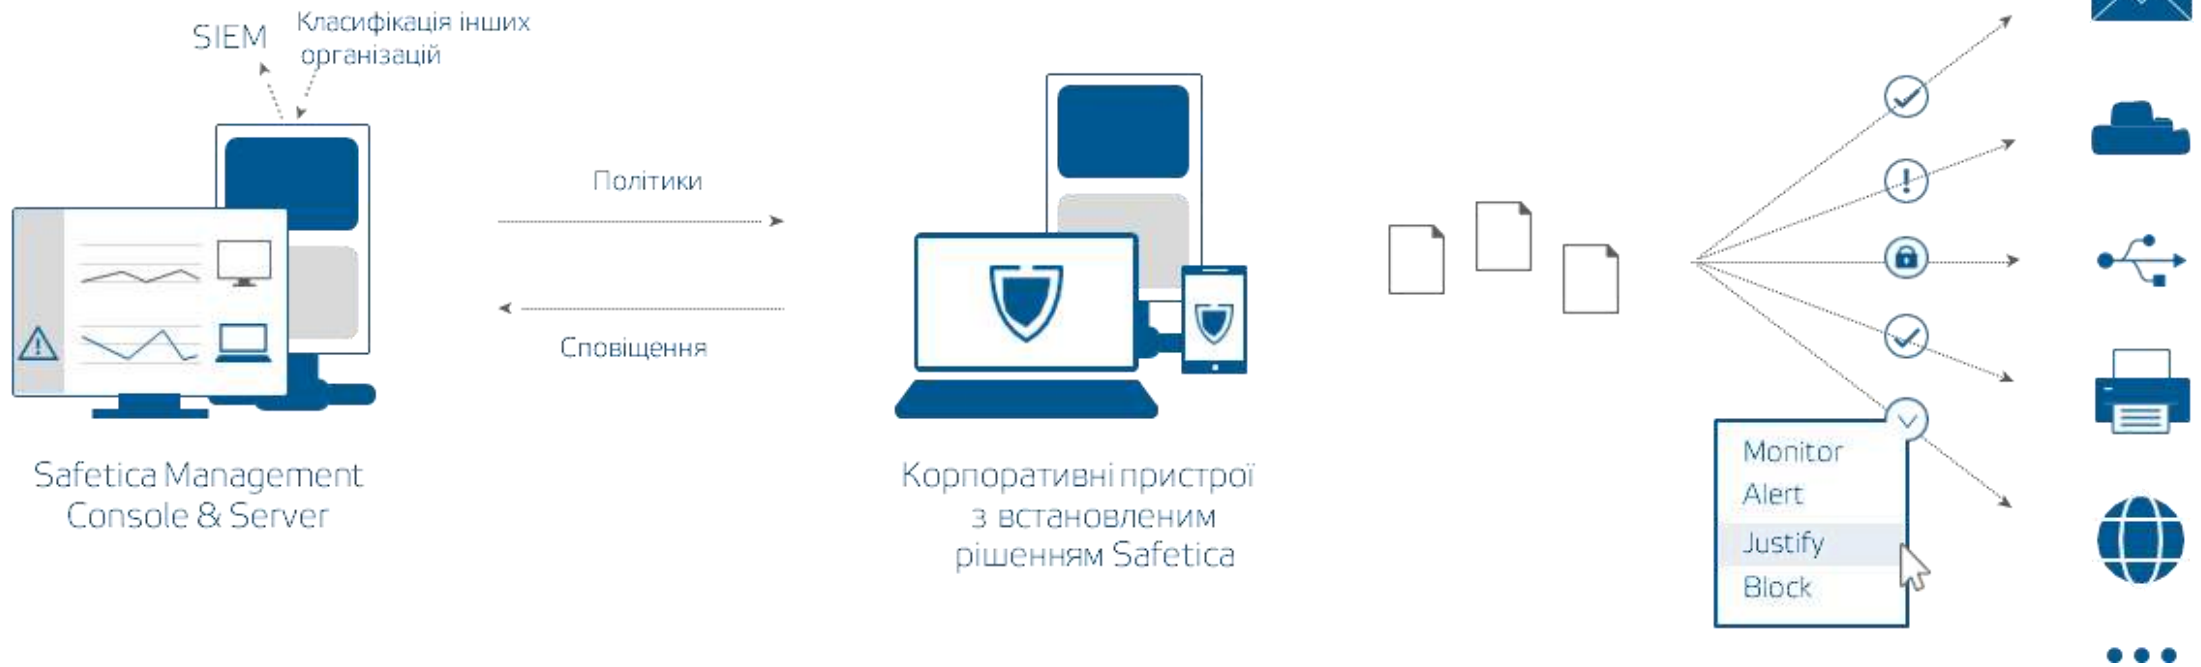 SIEM
Класифікація інших
організацій
Політики
Сповіщення
Safetica Management
Console & Server
Корпоративні пристрої
з встановленим
рішенням Safetica
Monitor
Alert
Justify
Block